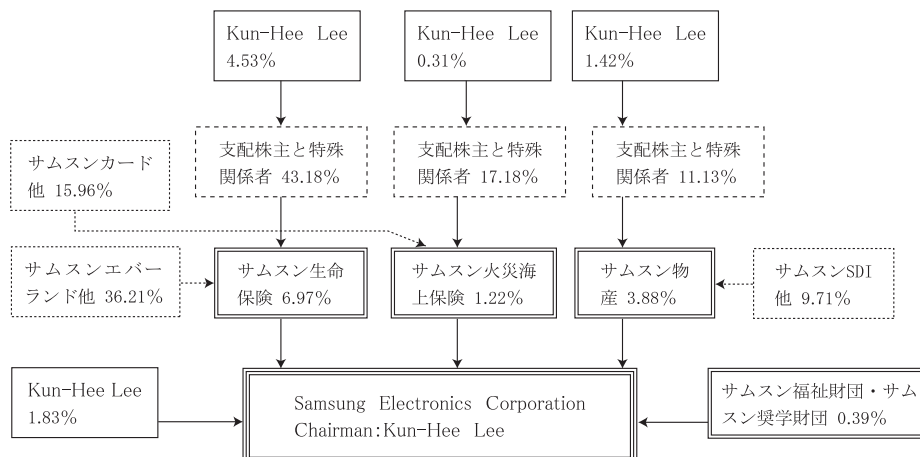 Kun-Hee Lee
4.53%
Kun-Hee Lee
0.31%
Kun-Hee Lee
1.42%
支配株主と特殊
関係者 43.18%
支配株主と特殊
関係者 17.18%
支配株主と特殊
関係者 11.13%
サムスンカード
他 15.96%
サムスンエバー
ランド他 36.21%
サムスン生命
保険 6.97%
サムスン火災海
上保険 1.22%
サムスン物
産 3.88%
サムスンSDI
他 9.71%
Kun-Hee Lee
1.83%
Samsung Electronics Corporation
Chairman:Kun-Hee Lee
サムスン福祉財団・サム
スン奨学財団 0.39%